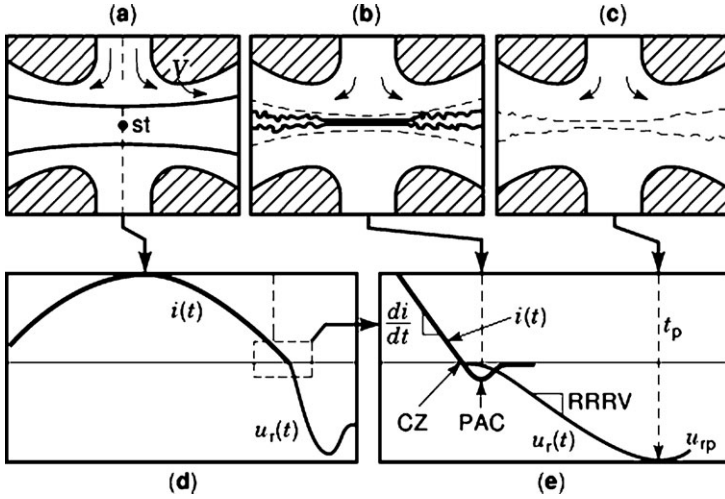 (a) (b) (c)
V
st
i(t)
u_r(t)
di
dt
i(t)
t_p
CZ PAC RRRV
u_r(t) u_rp
(d) (e)